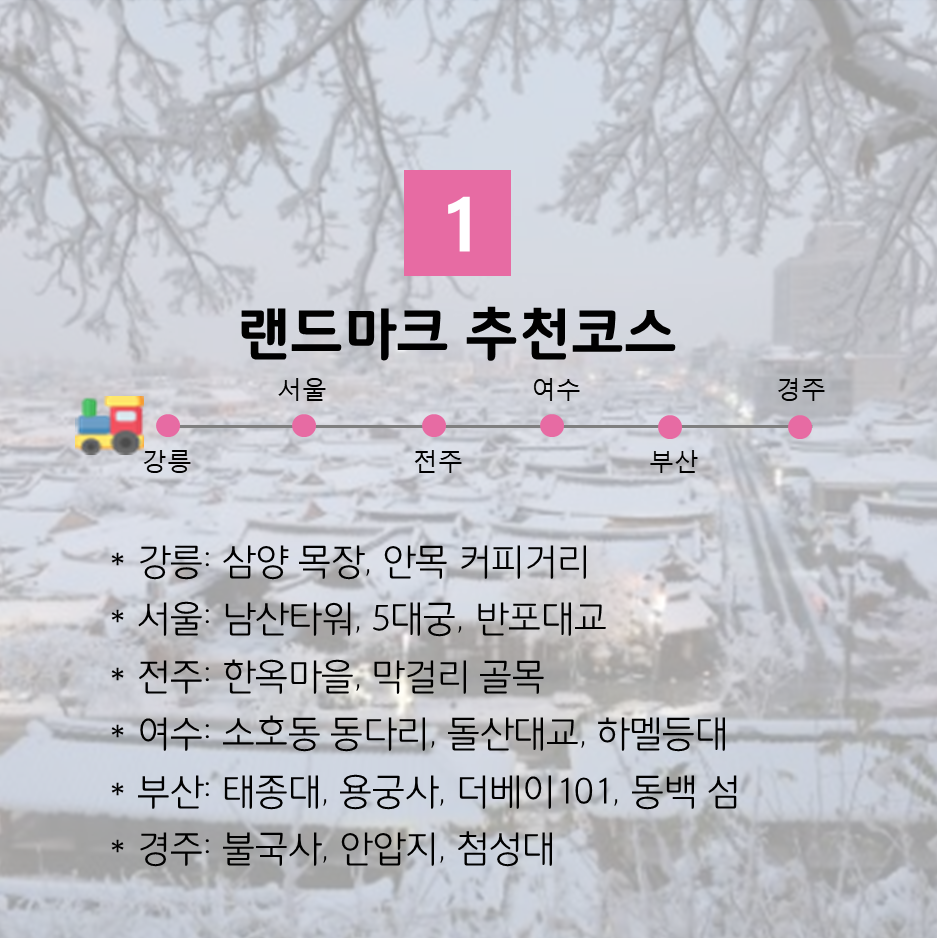 1
랜드마크 추천코스
서울 여수 경주
강릉 전주 부산
* 강릉: 삼양 목장, 안목 커피거리
* 서울: 남산타워, 5대궁, 반포대교
* 전주: 한옥마을, 막걸리 골목
* 여수: 소호동 동다리, 돌산대교, 하멜등대
* 부산: 태종대, 용궁사, 더베이101, 동백 섬
* 경주: 불국사, 안압지, 첨성대